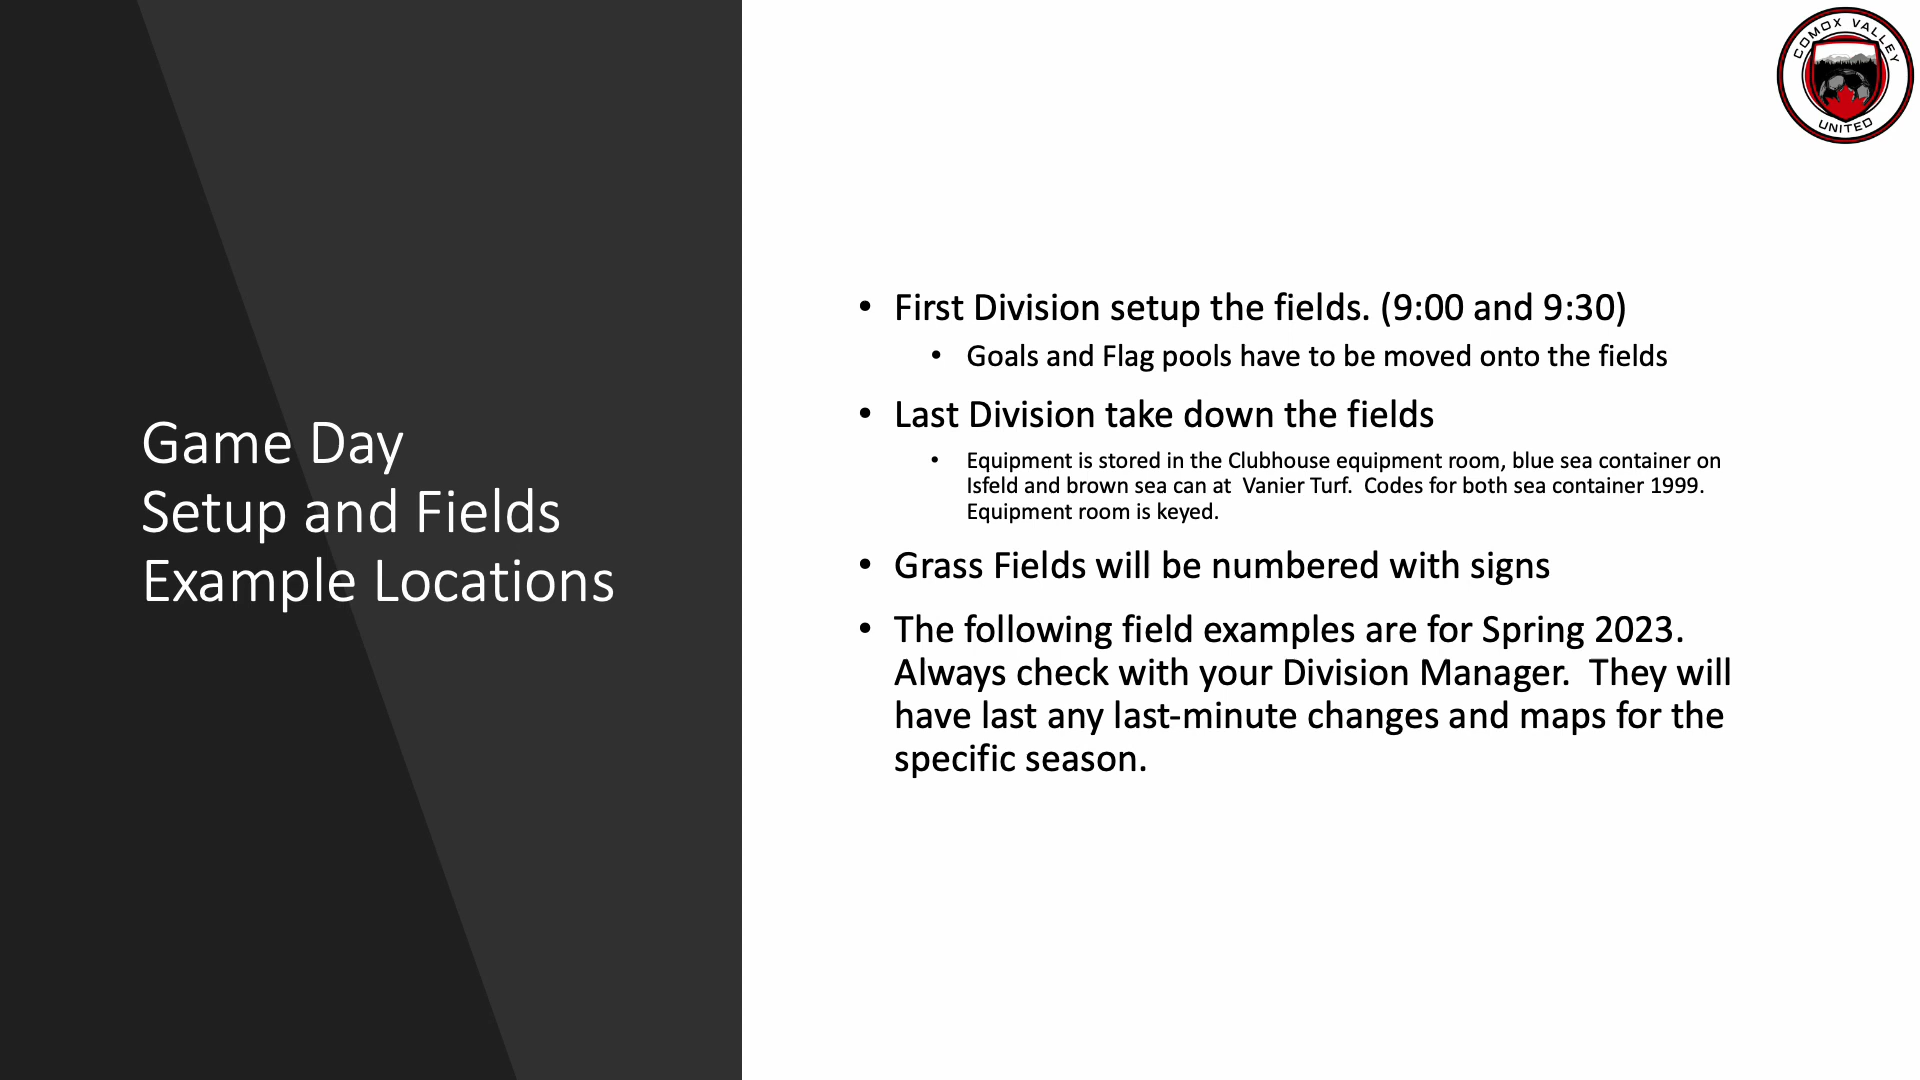 COMOX VALLEY
UNITED
Game Day
Setup and Fields
Example Locations
• First Division setup the fields. (9:00 and 9:30)
• Goals and Flag pools have to be moved onto the fields
• Last Division take down the fields
• Equipment is stored in the Clubhouse equipment room, blue sea container on
Isfeld and brown sea can at  Vanier Turf.  Codes for both sea container 1999.
Equipment room is keyed.
• Grass Fields will be numbered with signs
• The following field examples are for Spring 2023.
Always check with your Division Manager.  They will
have last any last-minute changes and maps for the
specific season.